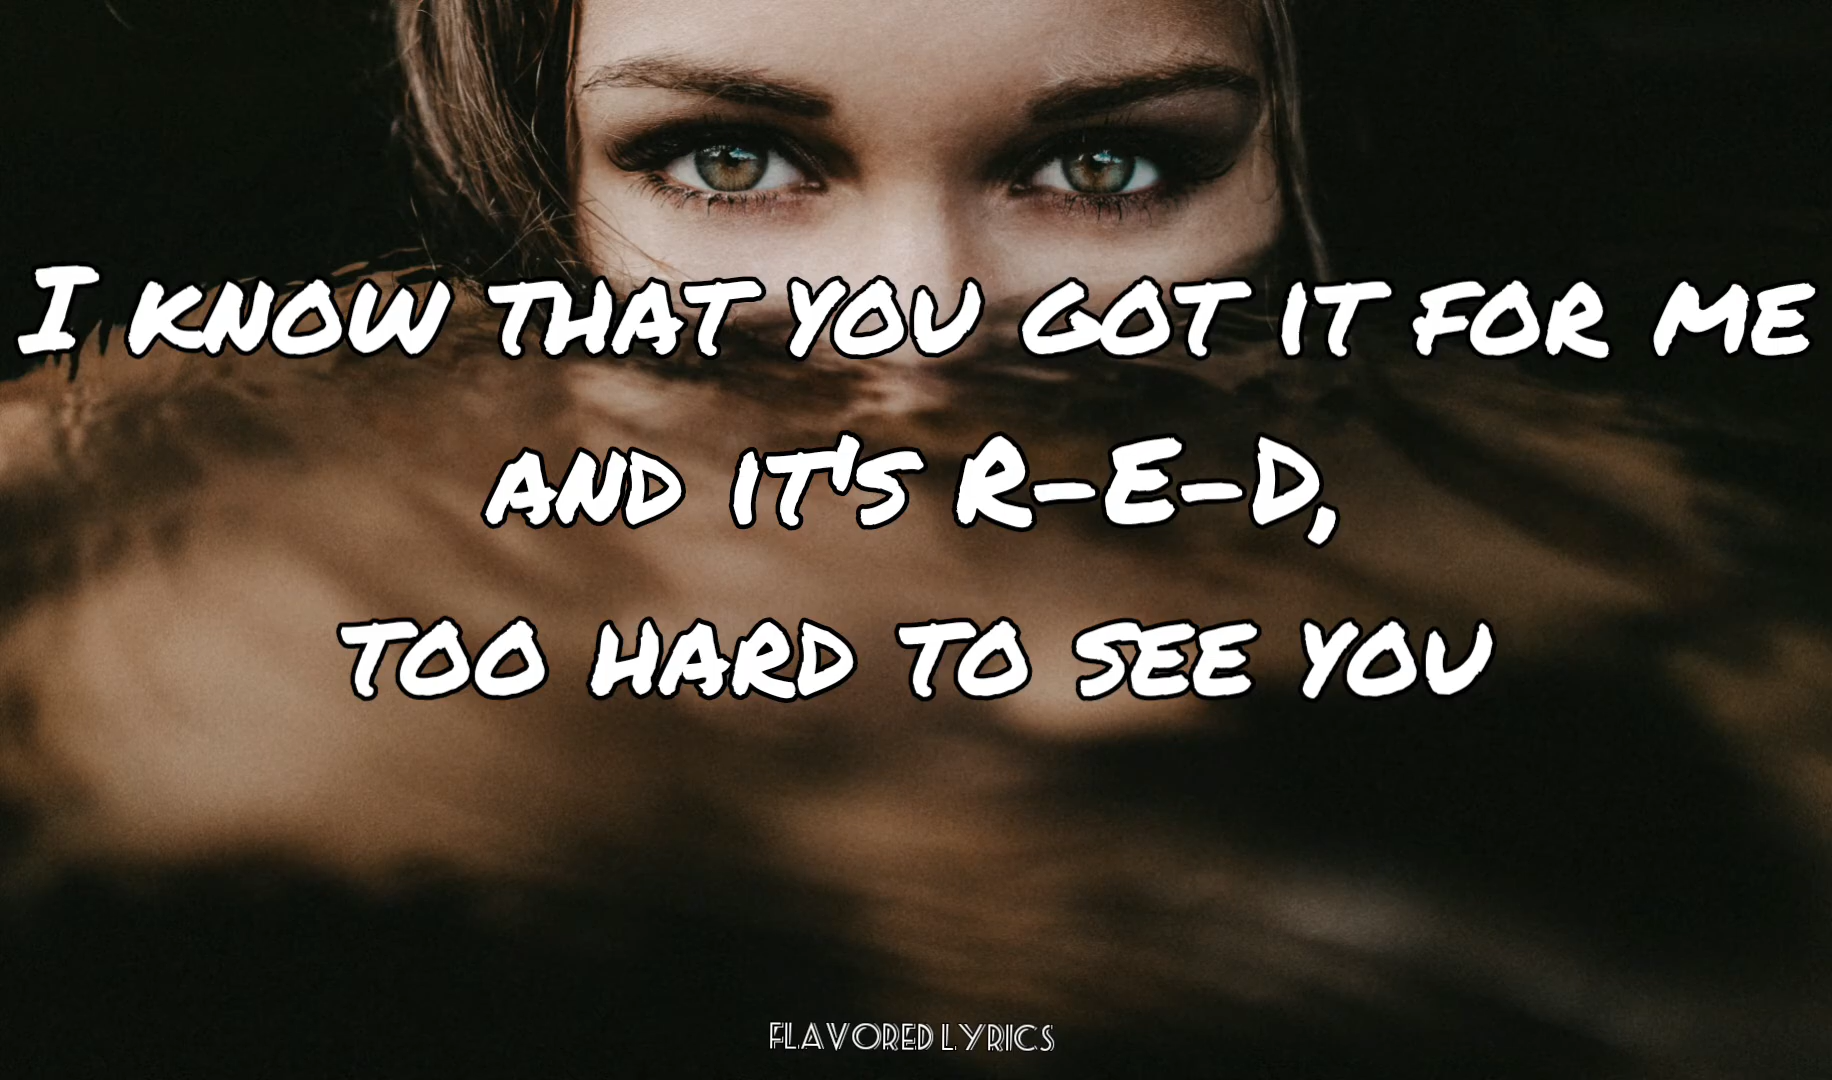 I know that you got it for me
and it's R-E-D,
too hard to see you
FLAVORED LYRICS